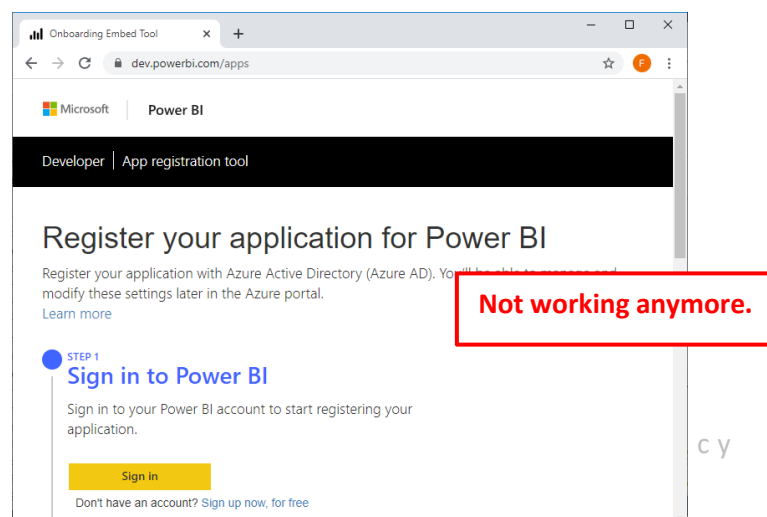 Onboarding Embed Tool
dev.powerbi.com/apps
F
Microsoft Power BI
Developer App registration tool
Register your application for Power BI
Register your application with Azure Active Directory (Azure AD). You'll be able to manage and
modify these settings later in the Azure portal.
Learn more
Not working anymore.
STEP 1
Sign in to Power BI
Sign in to your Power BI account to start registering your
application.
cy
Sign in
Don't have an account? Sign up now, for free